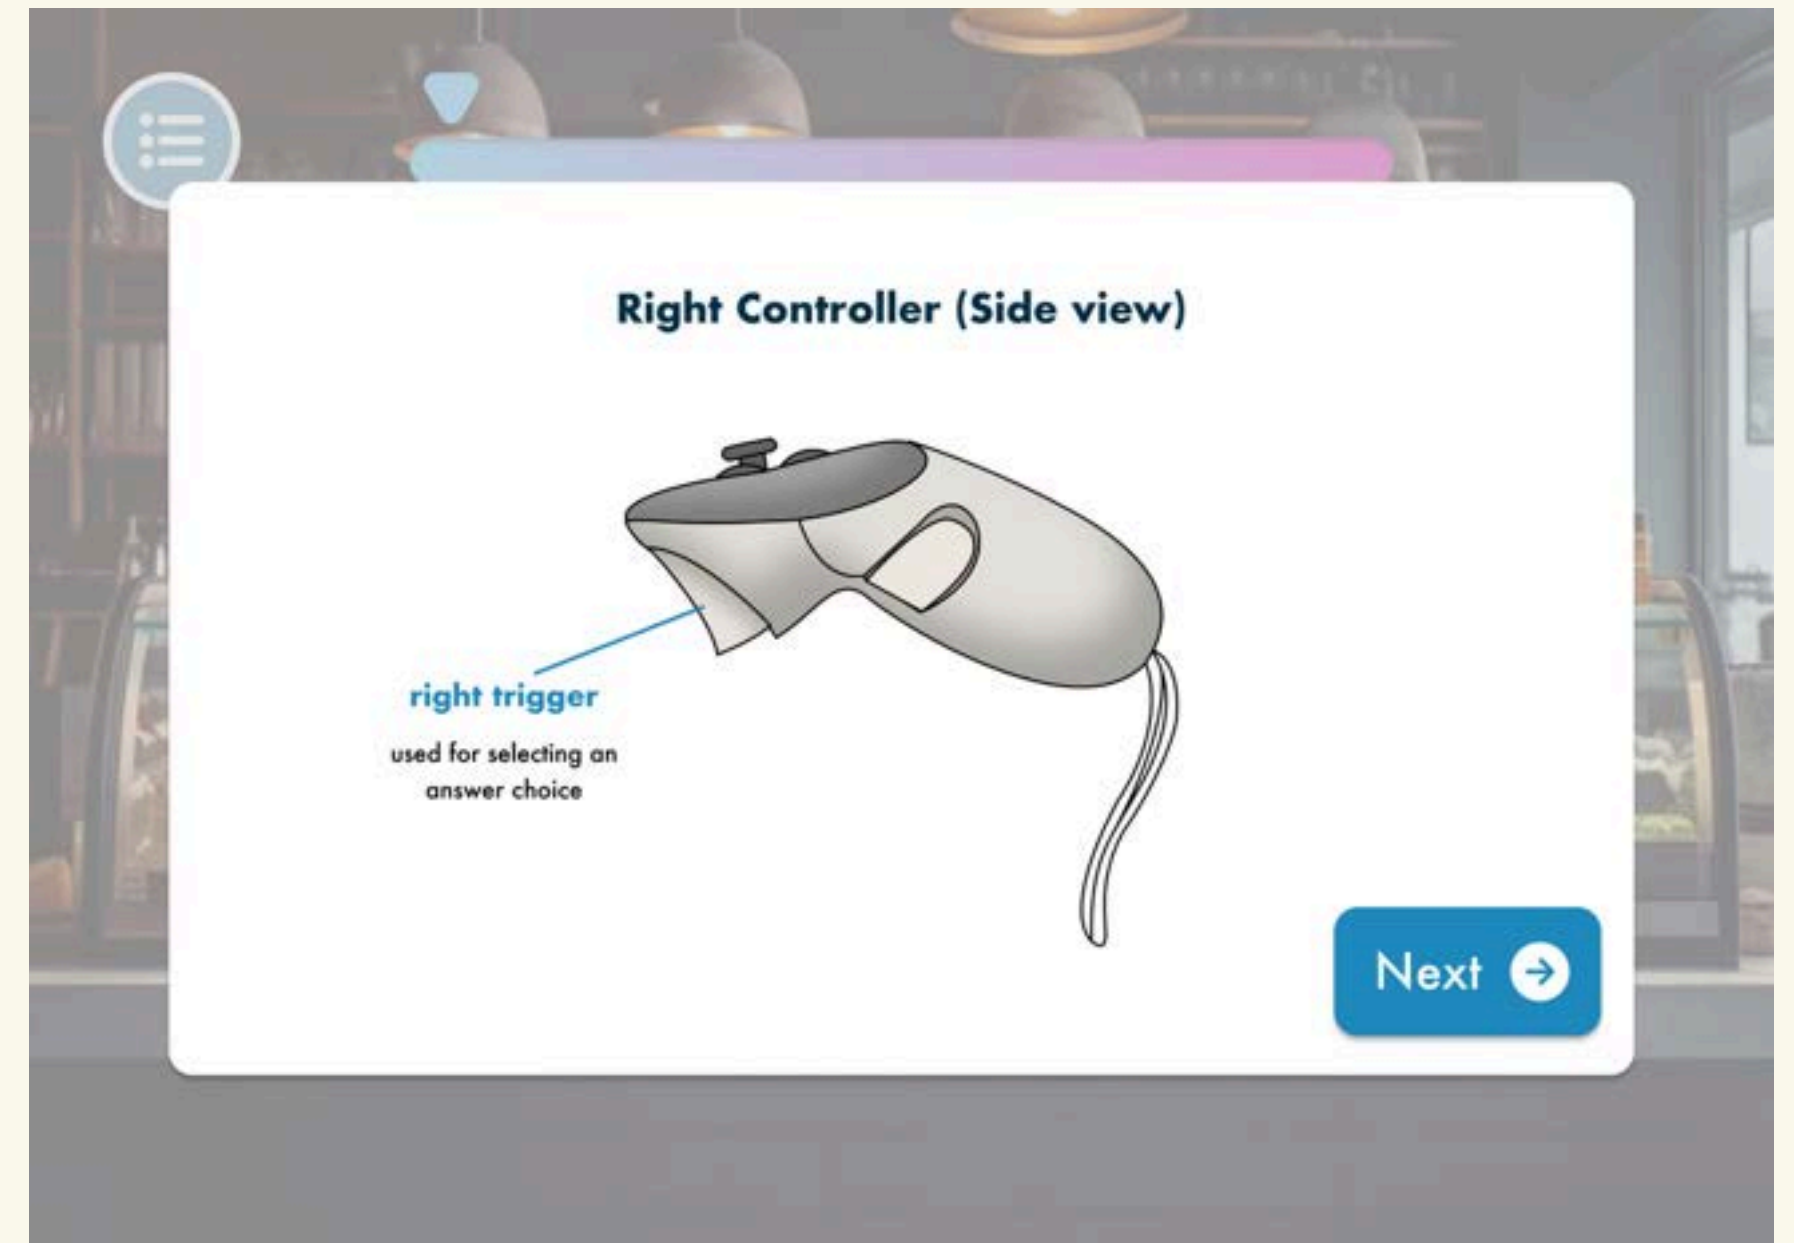 Right Controller (Side view)
right trigger
used for selecting an
answer choice
Next